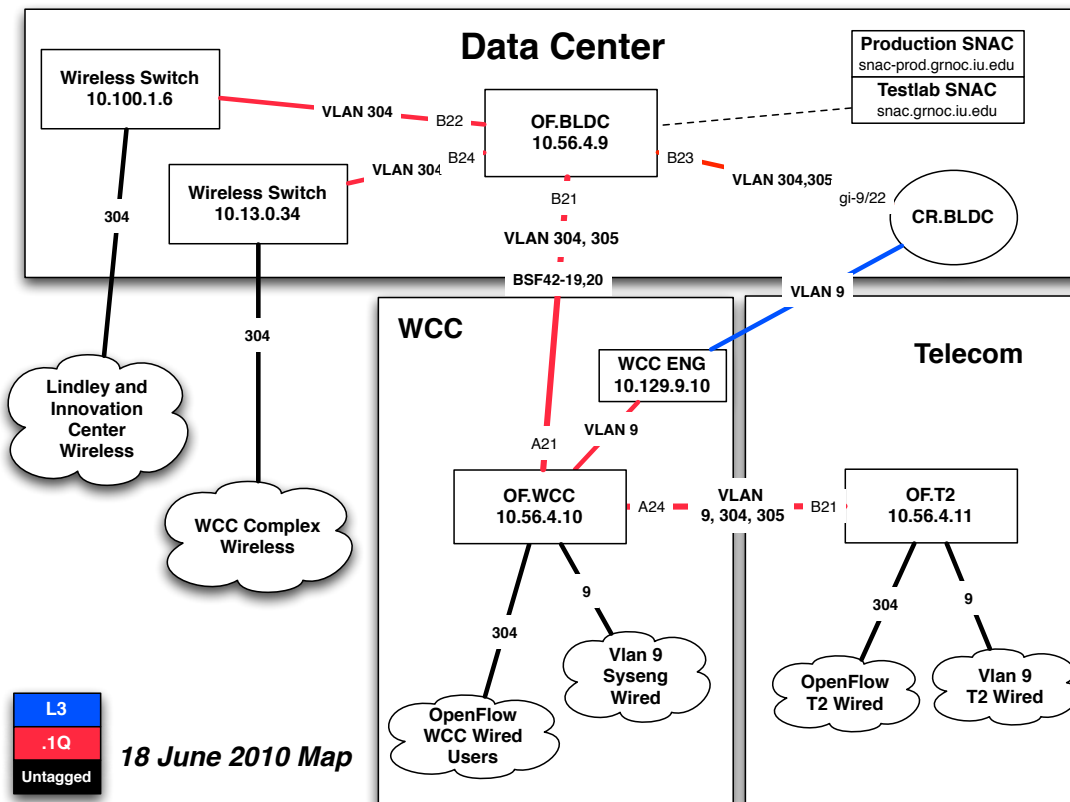 Data Center
Production SNAC
snac-prod.grnoc.iu.edu
Testlab SNAC
snac.grnoc.iu.edu
Wireless Switch
10.100.1.6
VLAN 304
B22
OF.BLDC
10.56.4.9
B24
B23
VLAN 304
VLAN 304,305
Wireless Switch
10.13.0.34
B21
gi-9/22
CR.BLDC
304
VLAN 304, 305
BSF42-19,20
VLAN 9
WCC
304
WCC ENG
10.129.9.10
Telecom
Lindley and
Innovation
Center
Wireless
VLAN 9
A21
OF.WCC
10.56.4.10
A24
VLAN
9, 304, 305
B21
OF.T2
10.56.4.11
WCC Complex
Wireless
304
9
304
9
Vlan 9
Syseng
Wired
OpenFlow
T2 Wired
Vlan 9
T2 Wired
OpenFlow
WCC Wired
Users
L3
.1Q
Untagged
18 June 2010 Map